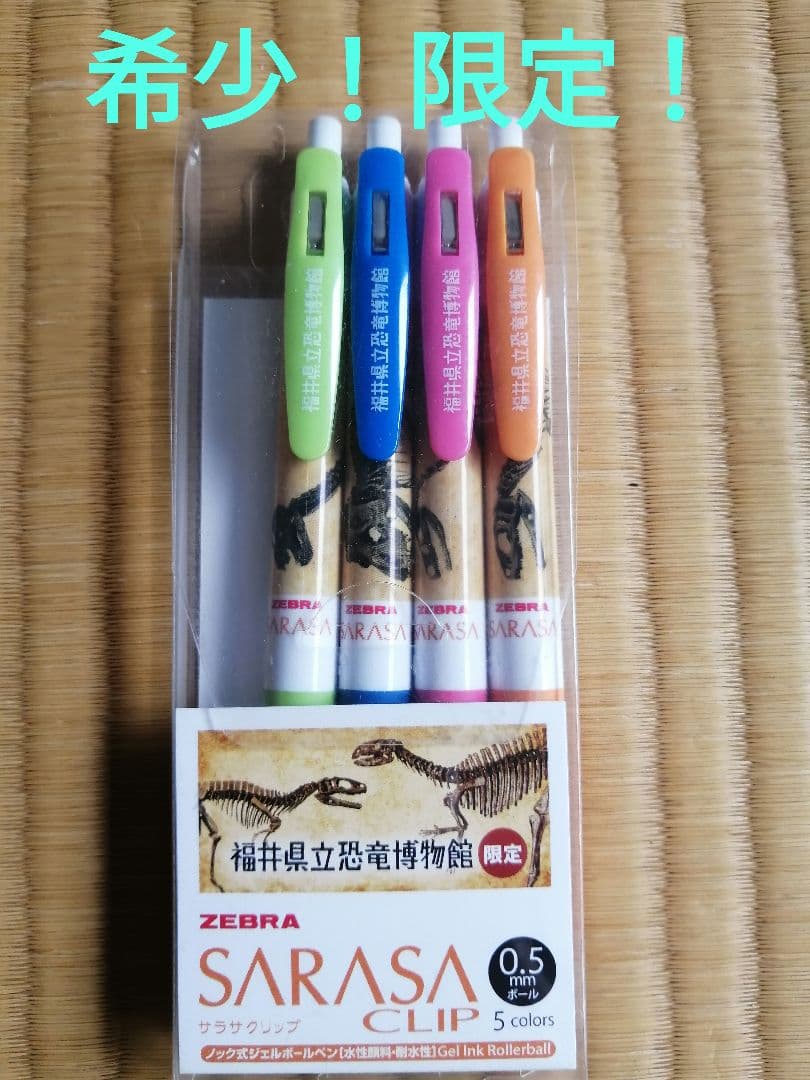 希少！限定！
福井県立恐竜博物館
福井県立恐竜博物館
福井県立恐竜博物館
福井県立恐竜博物館
ZEBRA
SARASA
ZEBRA
SARASA
ZEBRA
SARASA
ZEBRA
SARASA
福井県立恐竜博物館 限定
ZEBRA
SARASA
CLIP
サラサクリップ
0.5
mm
ボール
5 colors
ノック式ジェルボールペン［水性顔料・耐水性］Gel Ink Rollerball